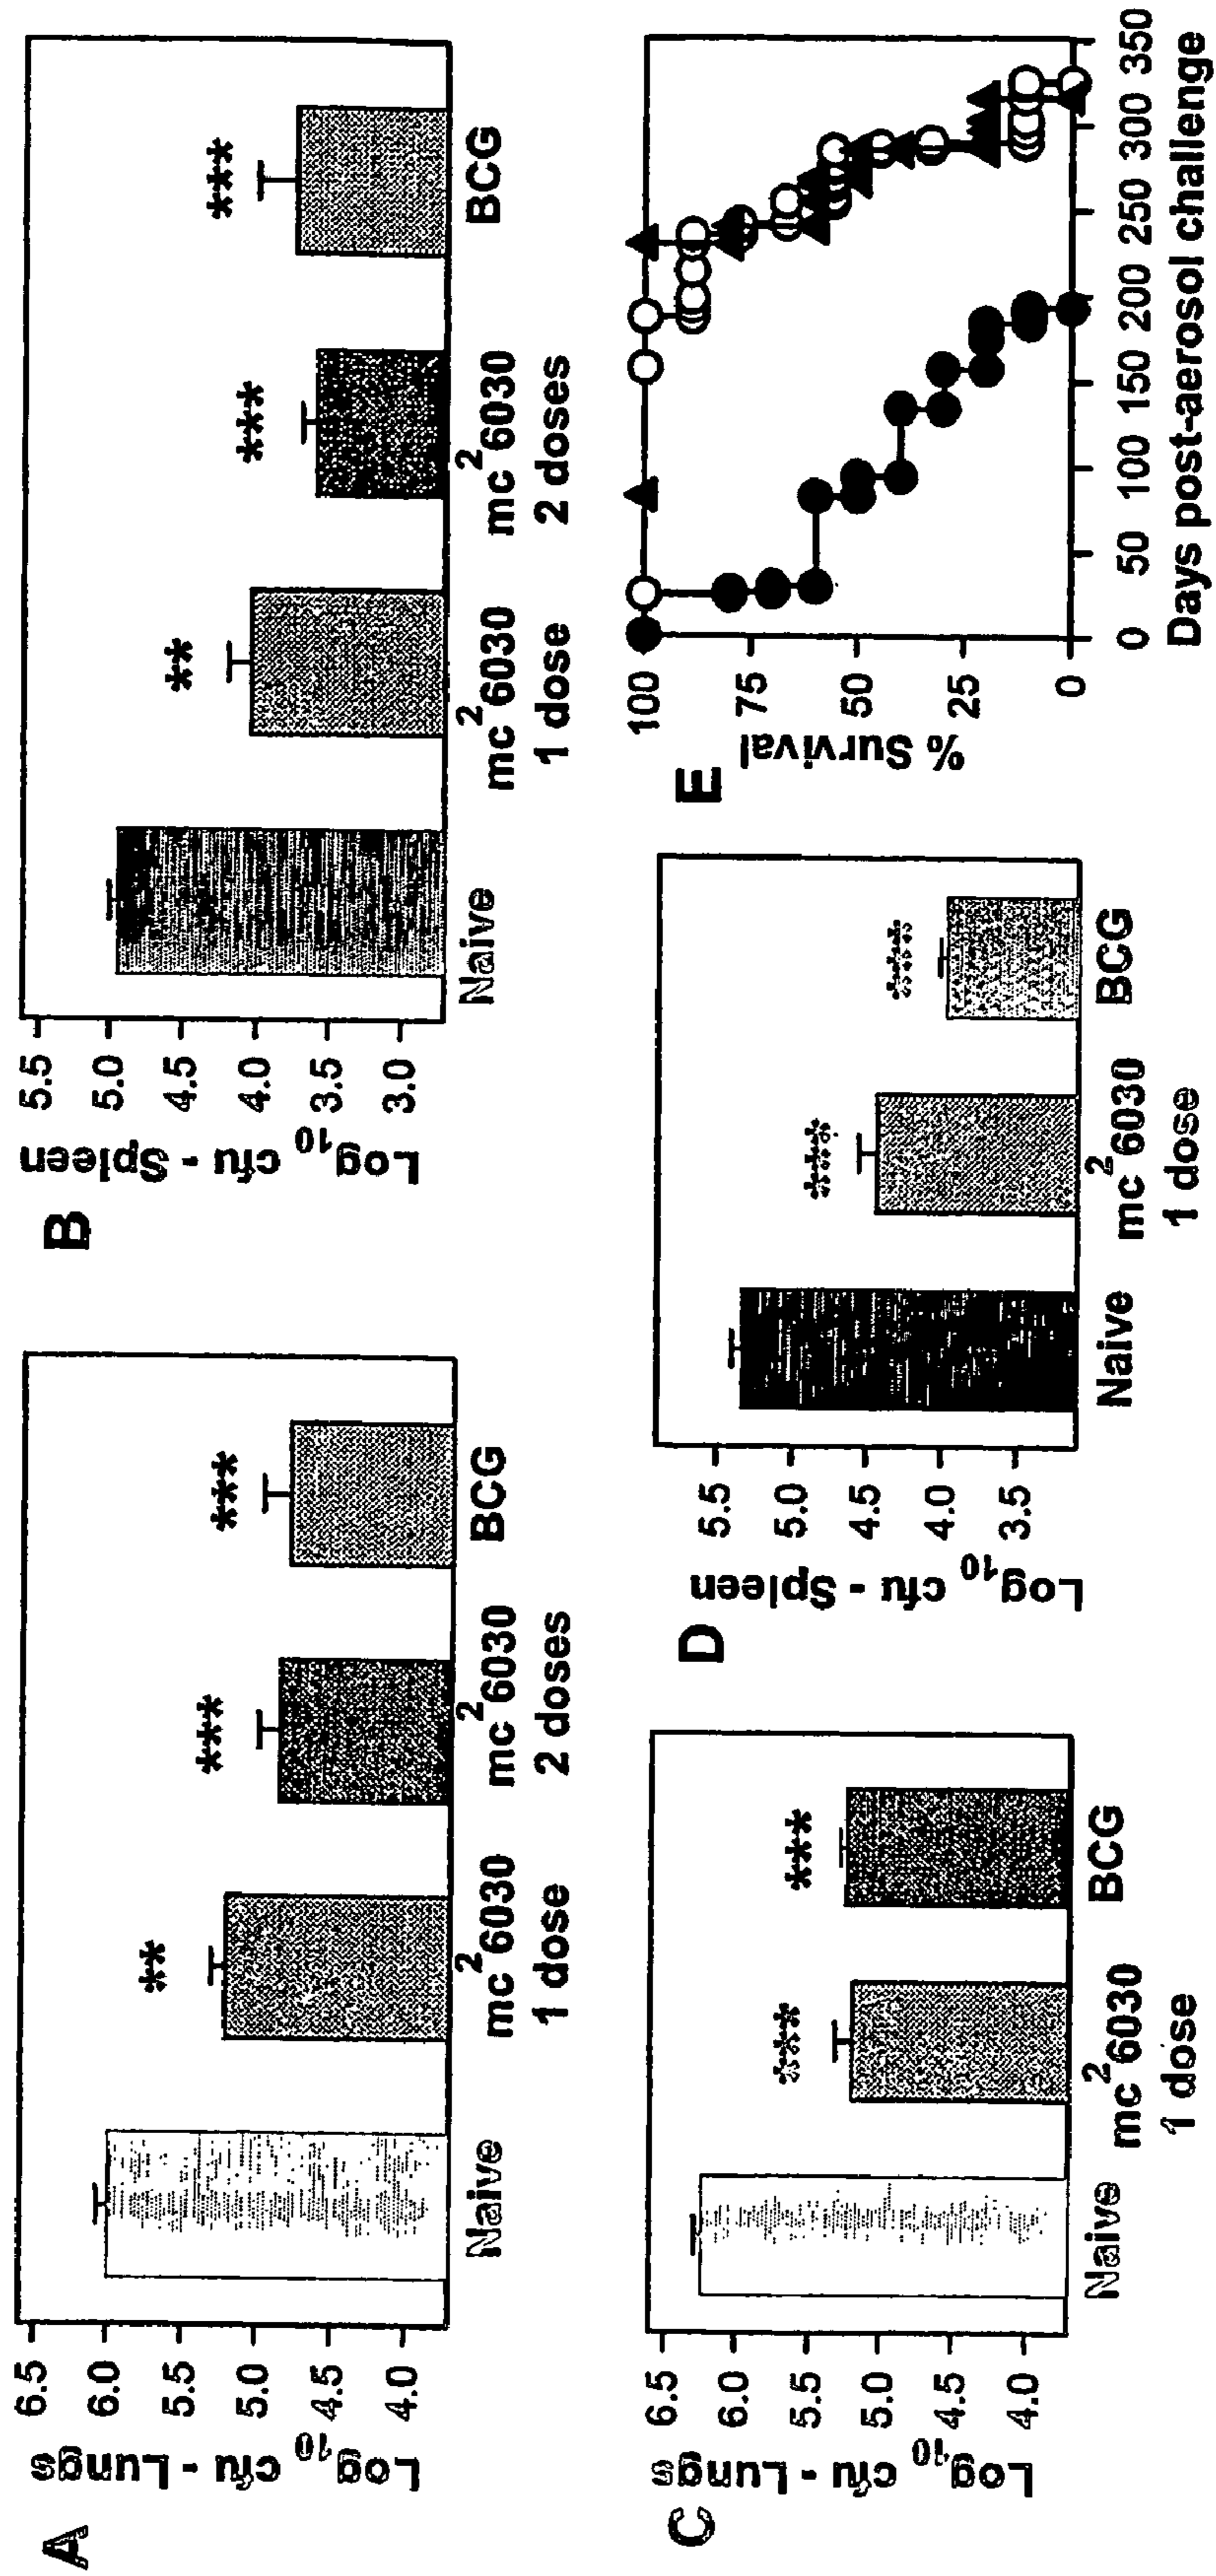 A
Log10 cfu - Lungs
6.5
6.0
5.5
5.0
4.5
4.0
**
***
***
Naive
mc2 6030
1 dose
mc2 6030
2 doses
BCG
B
Log10 cfu - Spleen
5.5
5.0
4.5
4.0
3.5
3.0
**
***
***
Naive
mc2 6030
1 dose
mc2 6030
2 doses
BCG
C
Log10 cfu - Lungs
6.5
6.0
5.5
5.0
4.5
4.0
***
***
Naive
mc2 6030
1 dose
BCG
D
Log10 cfu - Spleen
5.5
5.0
4.5
4.0
3.5
***
***
Naive
mc2 6030
1 dose
BCG
E
% Survival
100
75
50
25
0
0 50 100 150 200 250 300 350
Days post-aerosol challenge